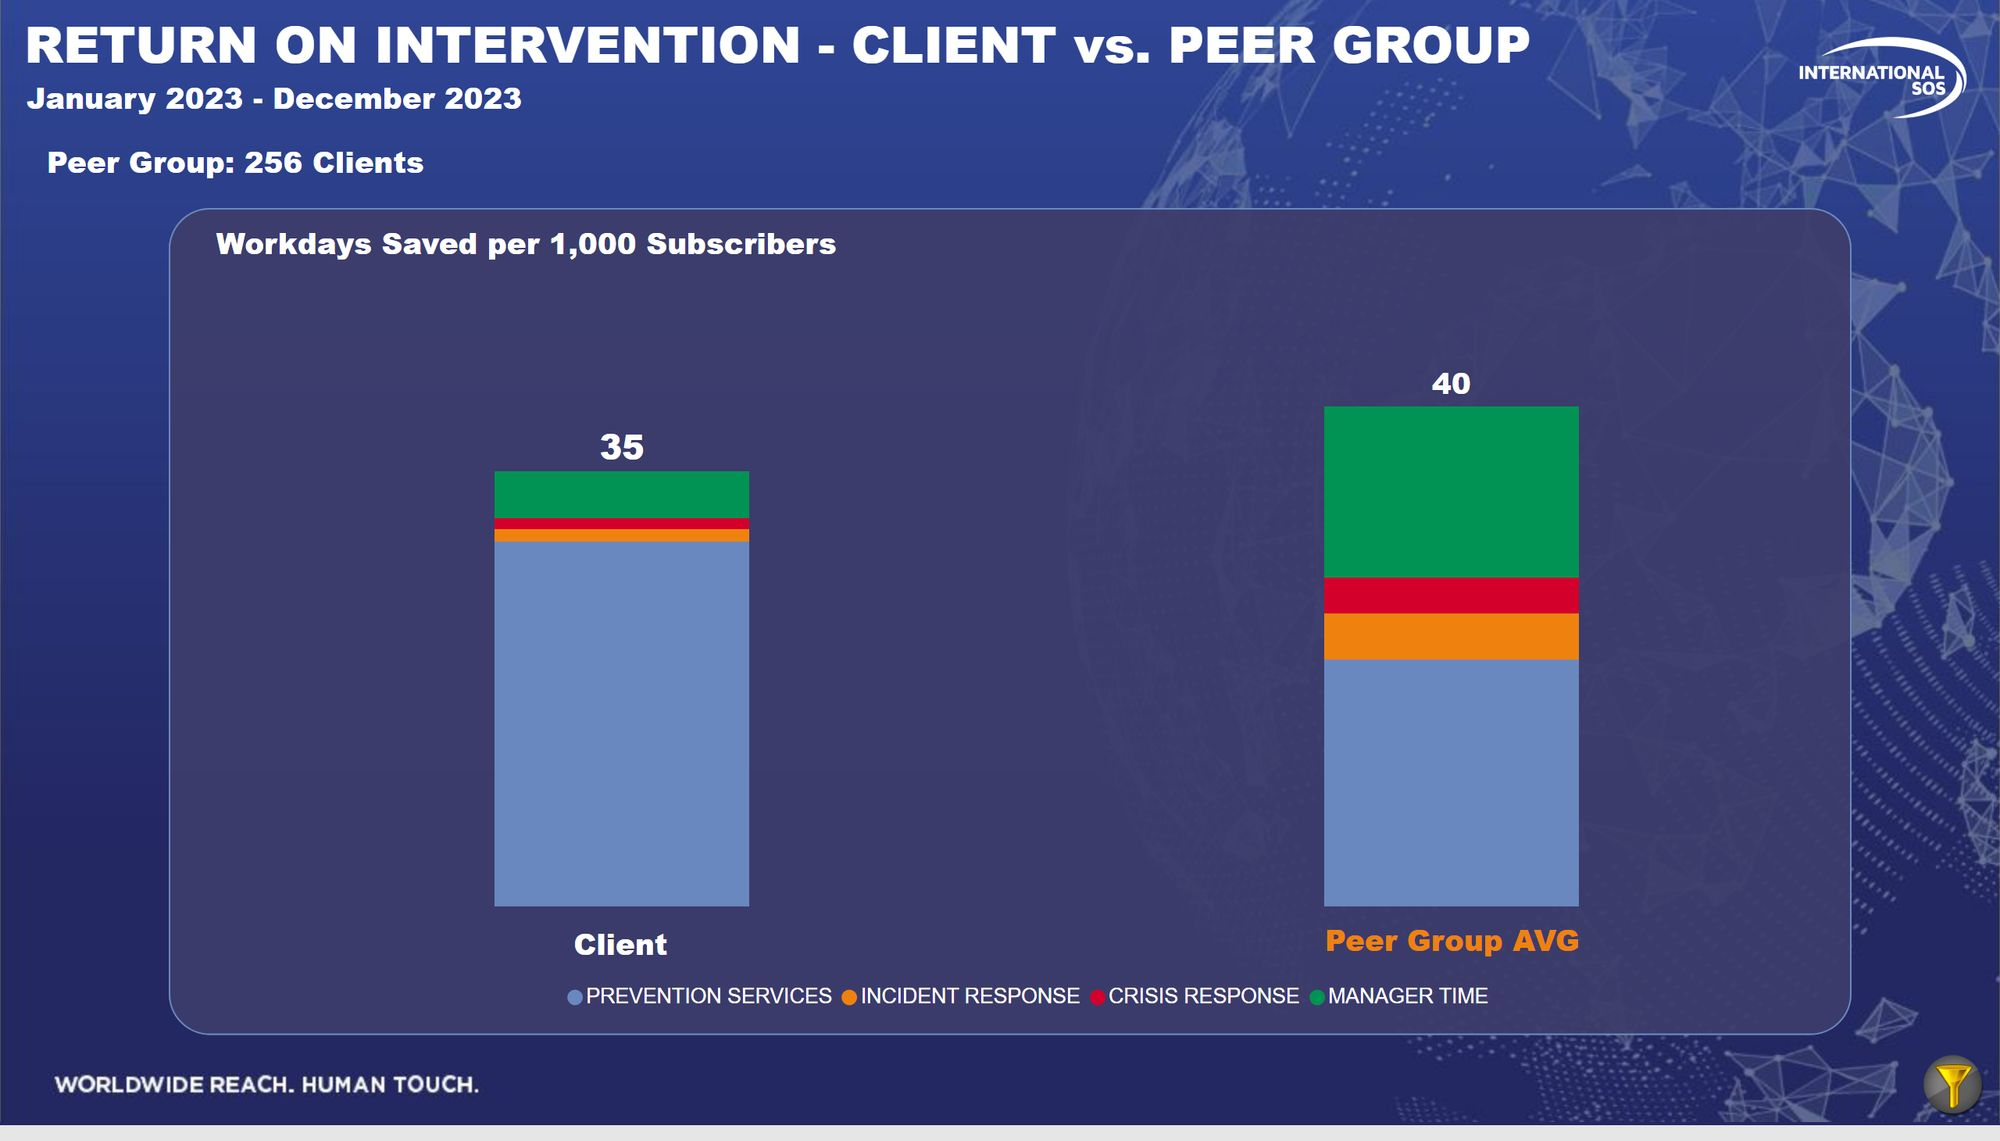 RETURN ON INTERVENTION - CLIENT vs. PEER GROUP
January 2023 - December 2023
INTERNATIONAL
SOS
Peer Group: 256 Clients
Workdays Saved per 1,000 Subscribers
40
35
Client
Peer Group AVG
PREVENTION SERVICES INCIDENT RESPONSE CRISIS RESPONSE MANAGER TIME
WORLDWIDE REACH. HUMAN TOUCH.